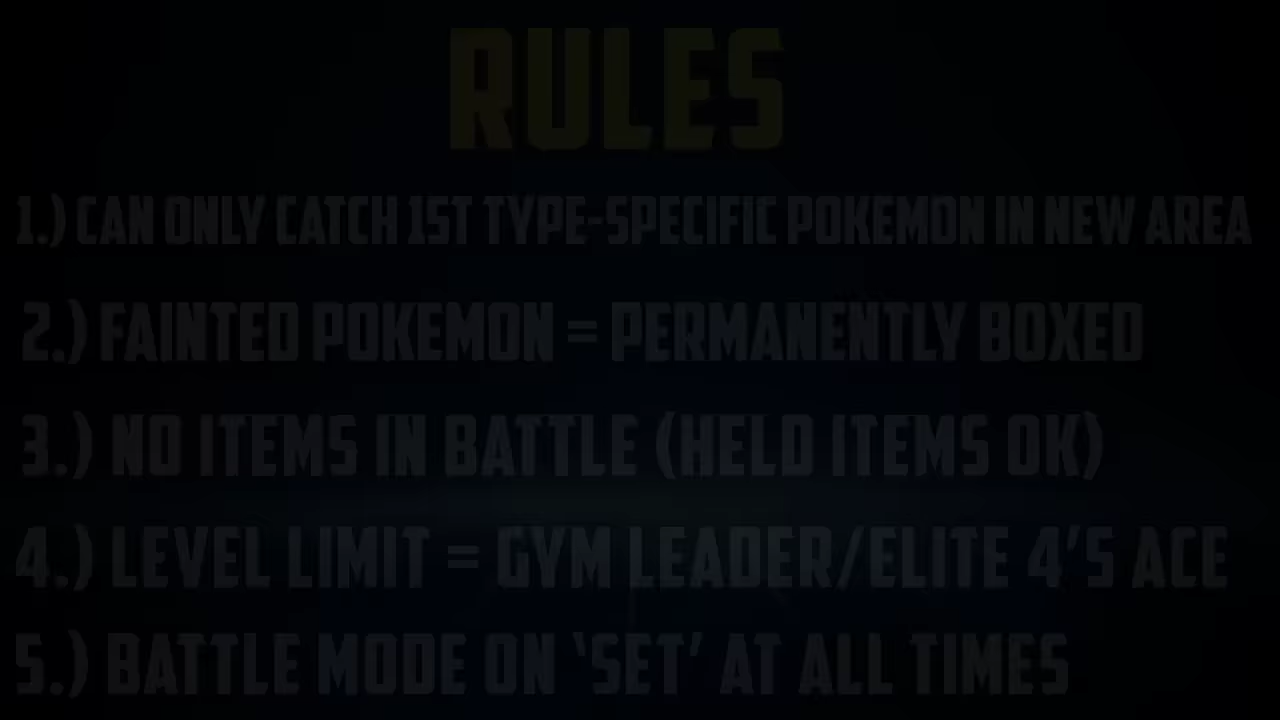 RULES
1.) CAN ONLY CATCH 1ST TYPE-SPECIFIC POKEMON IN NEW AREA
2.) FAINTED POKEMON = PERMANENTLY BOXED
3.) NO ITEMS IN BATTLE (HELD ITEMS OK)
4.) LEVEL LIMIT = GYM LEADER/ELITE 4'S ACE
5.) BATTLE MODE ON 'SET' AT ALL TIMES